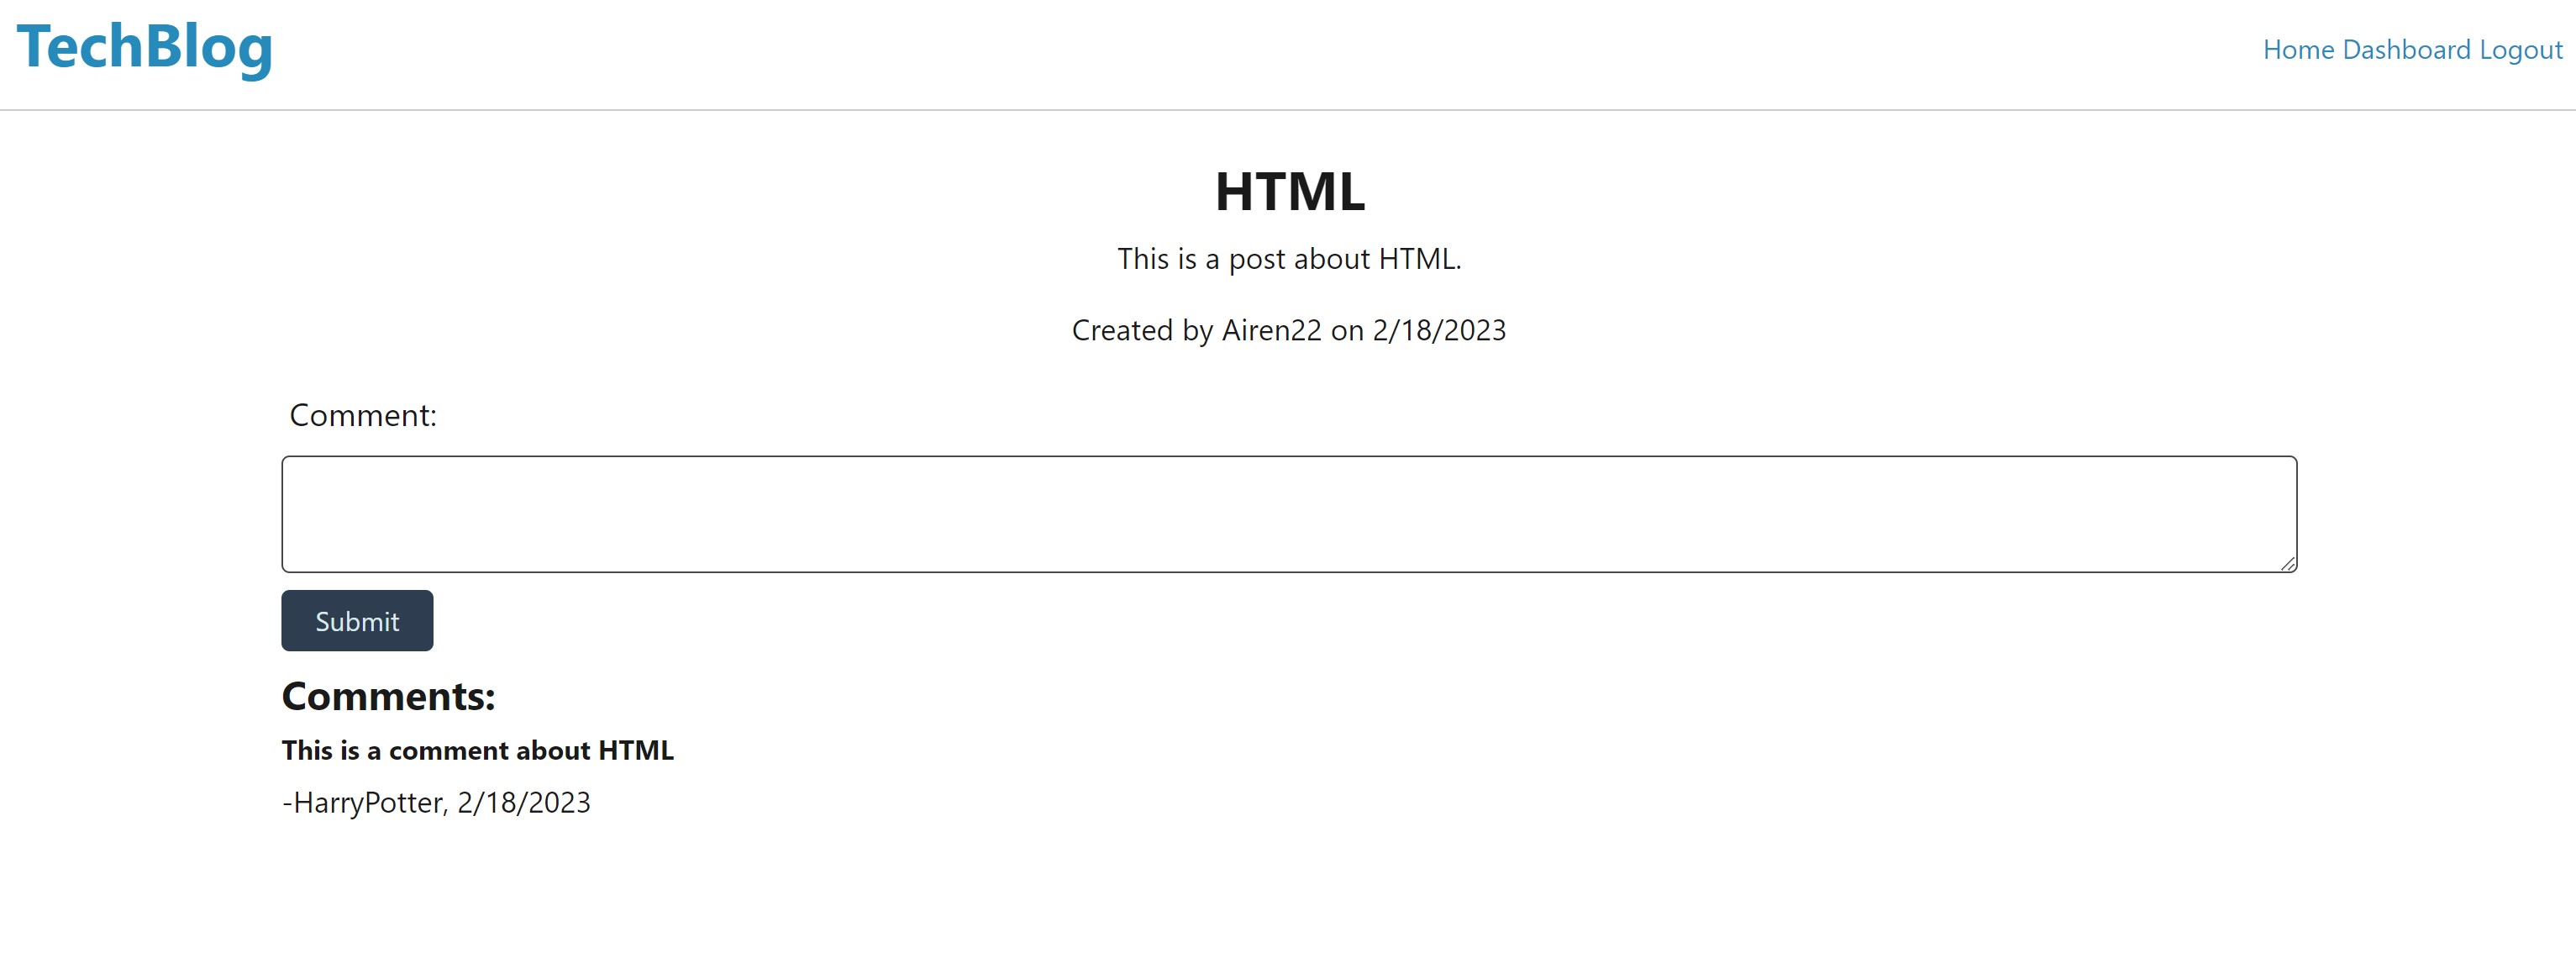 TechBlog
Home Dashboard Logout
HTML
This is a post about HTML.
Created by Airen22 on 2/18/2023
Comment:
Submit
Comments:
This is a comment about HTML
-HarryPotter, 2/18/2023